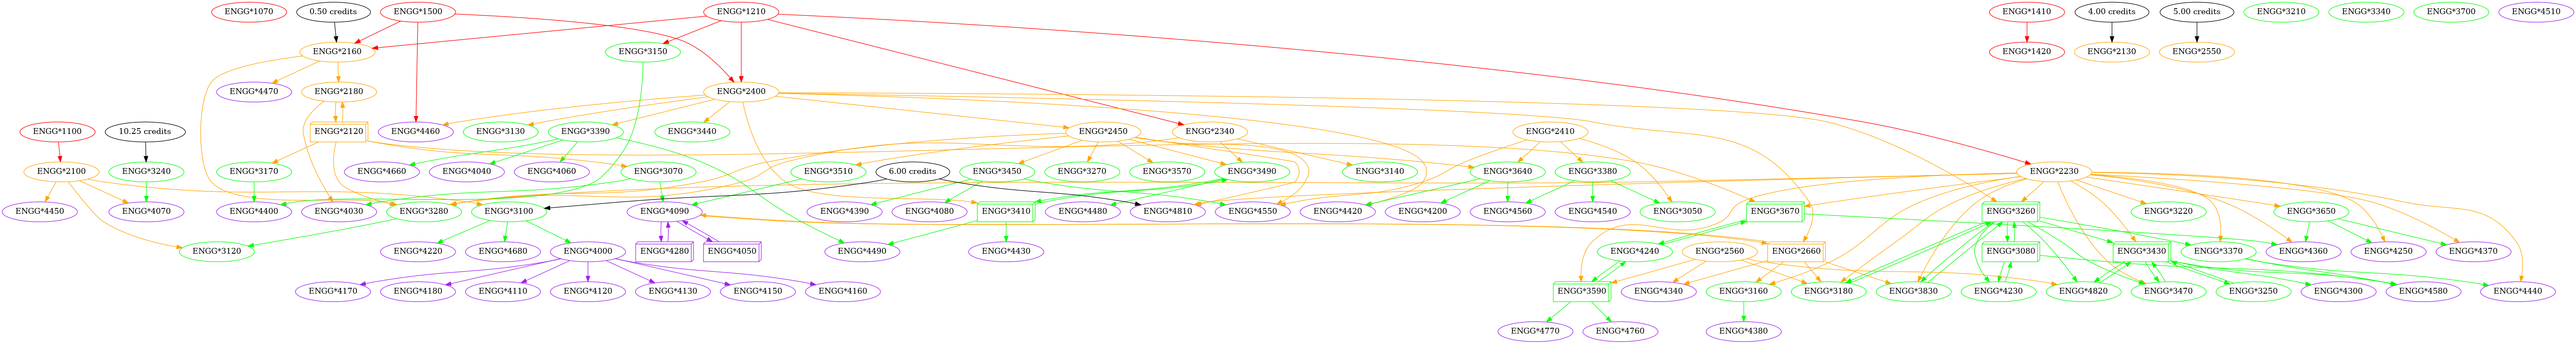 ENGG*1070 0.50 credits ENGG*1500 ENGG*1210 ENGG*1410 4.00 credits 5.00 credits ENGG*3210 ENGG*3340 ENGG*3700 ENGG*4510
ENGG*2160 ENGG*3150 ENGG*1420 ENGG*2130 ENGG*2550
ENGG*4470 ENGG*2180 ENGG*2400
ENGG*1100 10.25 credits ENGG*2120 ENGG*4460 ENGG*3130 ENGG*3390 ENGG*3440 ENGG*2450 ENGG*2340 ENGG*2410
ENGG*2100 ENGG*3240 ENGG*3170 ENGG*4660 ENGG*4040 ENGG*4060 ENGG*3070 ENGG*3510 6.00 credits ENGG*3450 ENGG*3270 ENGG*3570 ENGG*3490 ENGG*3140 ENGG*3640 ENGG*3380 ENGG*2230
ENGG*4450 ENGG*4070 ENGG*4400 ENGG*4030 ENGG*3280 ENGG*3100 ENGG*4090 ENGG*4390 ENGG*4080 ENGG*3410 ENGG*4480 ENGG*4810 ENGG*4550 ENGG*4420 ENGG*4200 ENGG*4560 ENGG*4540 ENGG*3050 ENGG*3670 ENGG*3260 ENGG*3220 ENGG*3650
ENGG*3120 ENGG*4220 ENGG*4680 ENGG*4000 ENGG*4280 ENGG*4050 ENGG*4490 ENGG*4430 ENGG*4240 ENGG*2560 ENGG*2660 ENGG*3080 ENGG*3430 ENGG*3370 ENGG*4360 ENGG*4250 ENGG*4370
ENGG*4170 ENGG*4180 ENGG*4110 ENGG*4120 ENGG*4130 ENGG*4150 ENGG*4160 ENGG*3590 ENGG*4340 ENGG*3160 ENGG*3180 ENGG*3830 ENGG*4230 ENGG*4820 ENGG*3470 ENGG*3250 ENGG*4300 ENGG*4580 ENGG*4440
ENGG*4770 ENGG*4760 ENGG*4380